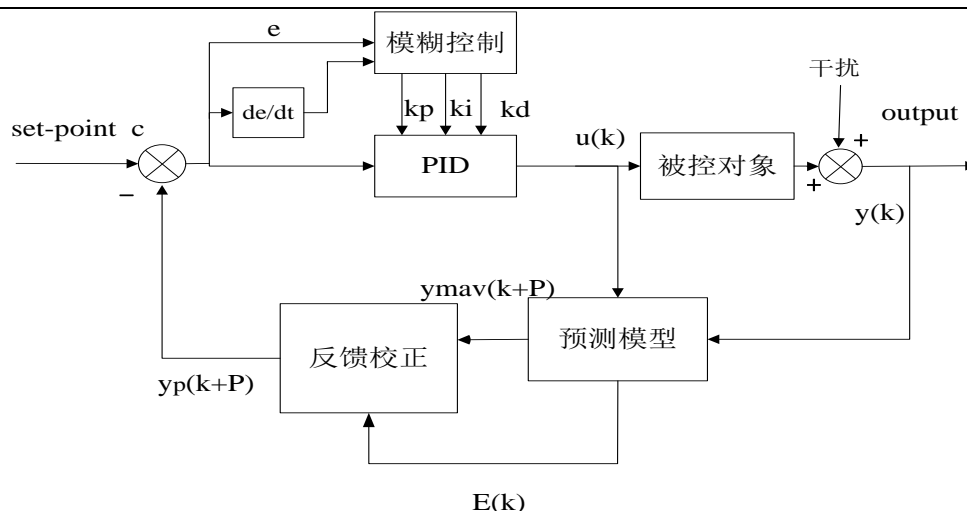 e
模糊控制
干扰
de/dt
kp
ki
kd
output
set-point c
u(k)
+
PID
被控对象
−
+
y(k)
ymav(k+P)
预测模型
反馈校正
yp(k+P)
E(k)